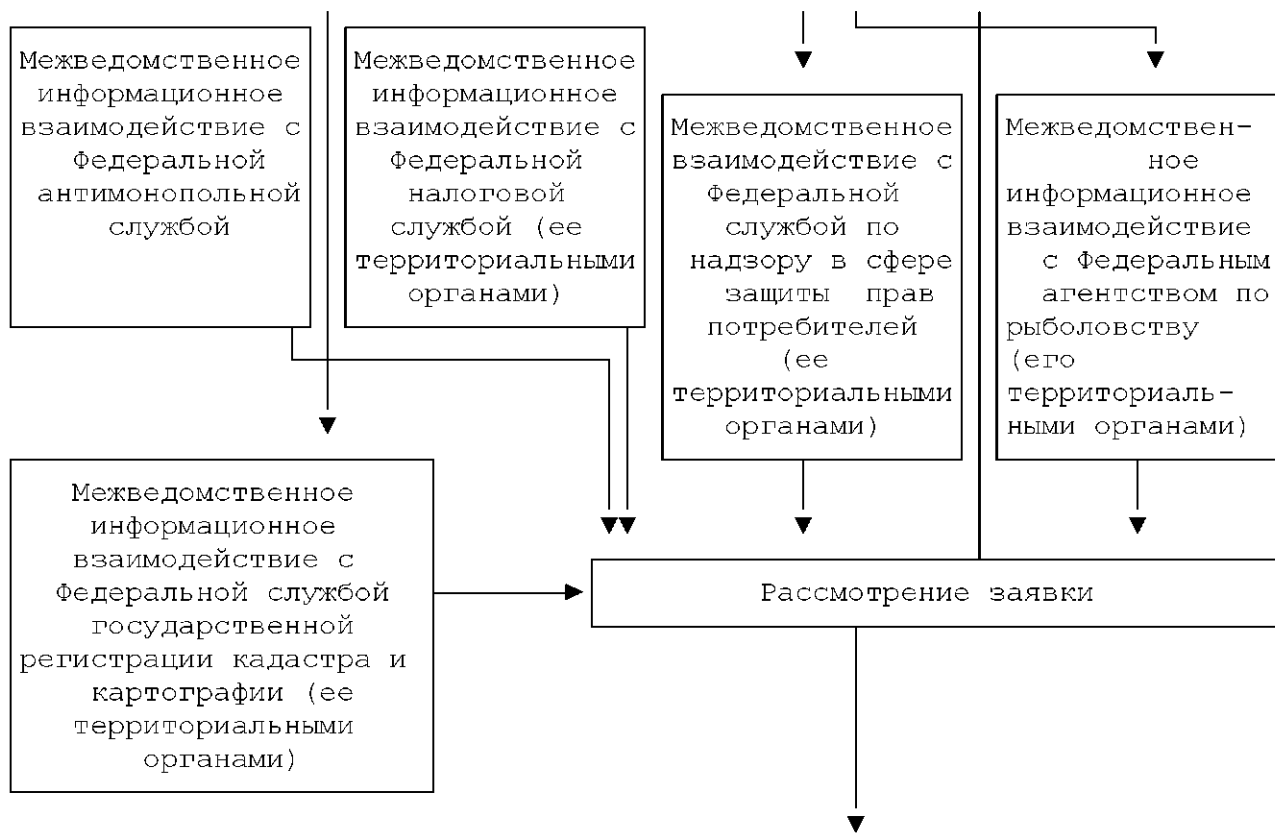 Межведомственное
информационное
взаимодействие с
Федеральной
антимонопольной
службой
Межведомственное
информационное
взаимодействие с
Федеральной
налоговой
службой (ее
территориальными
органами)
Межведомственное
взаимодействие с
Федеральной
службой по
надзору в сфере
защиты прав
потребителей
(ее
территориальными
органами)
Межведомствен-
ное
информационное
взаимодействие
с Федеральным
агентством по
рыболовству
(его
территориаль-
ными органами)
Межведомственное
информационное
взаимодействие с
Федеральной службой
государственной
регистрации кадастра и
картографии (ее
территориальными
органами)
Рассмотрение заявки